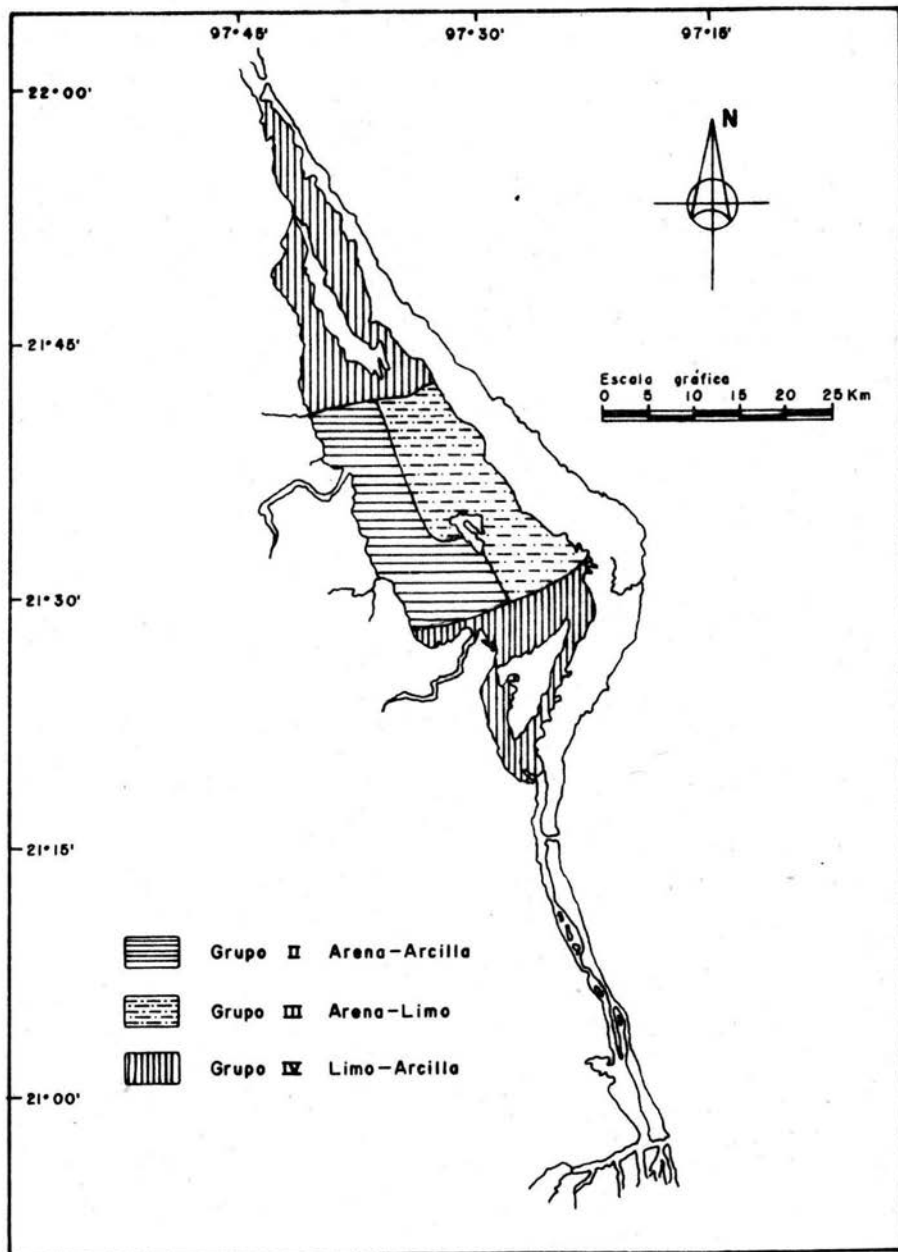 97°45' 97°30' 97°15'
22°00'
N
21°45'
Escala gráfica
0 5 10 15 20 25 Km
21°30'
21°15'
Grupo II Arena-Arcilla
Grupo III Arena-Limo
Grupo IV Limo-Arcilla
21°00'